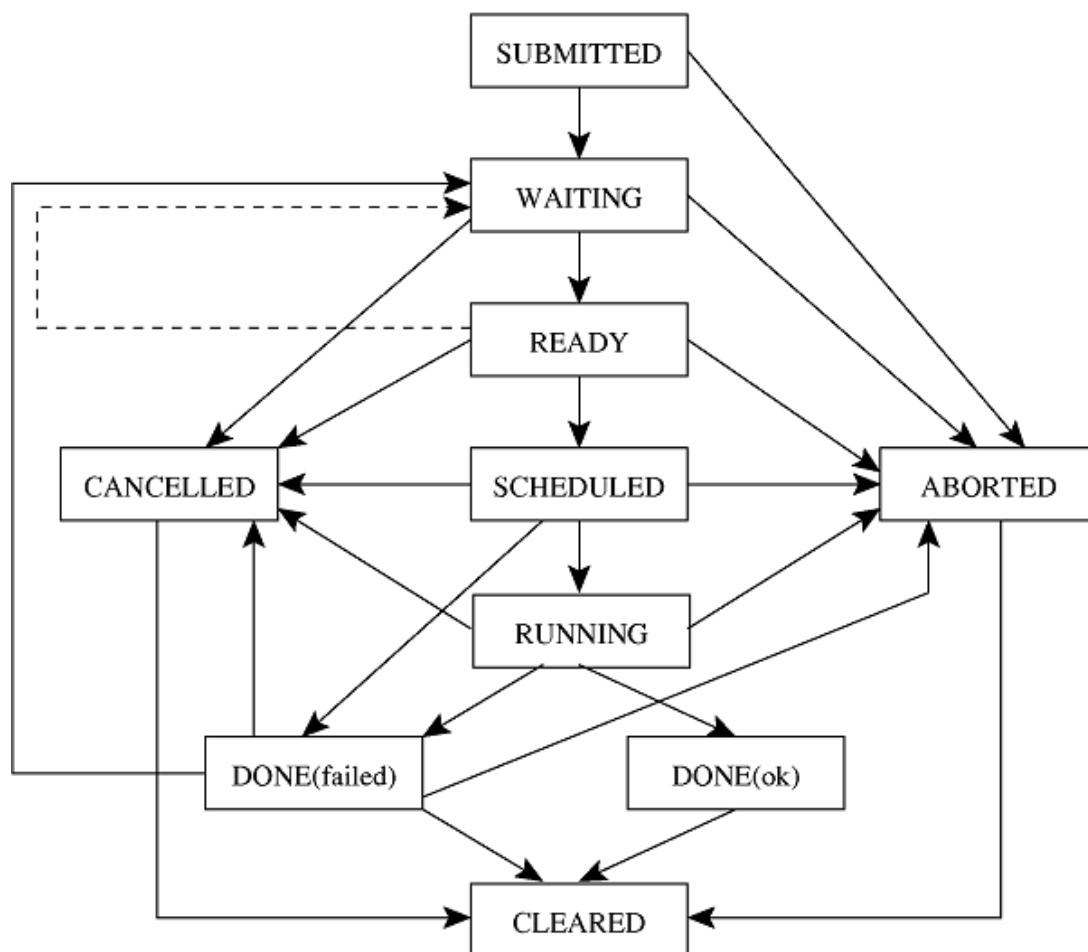 SUBMITTED
WAITING
READY
CANCELLED
SCHEDULED
ABORTED
RUNNING
DONE(failed)
DONE(ok)
CLEARED